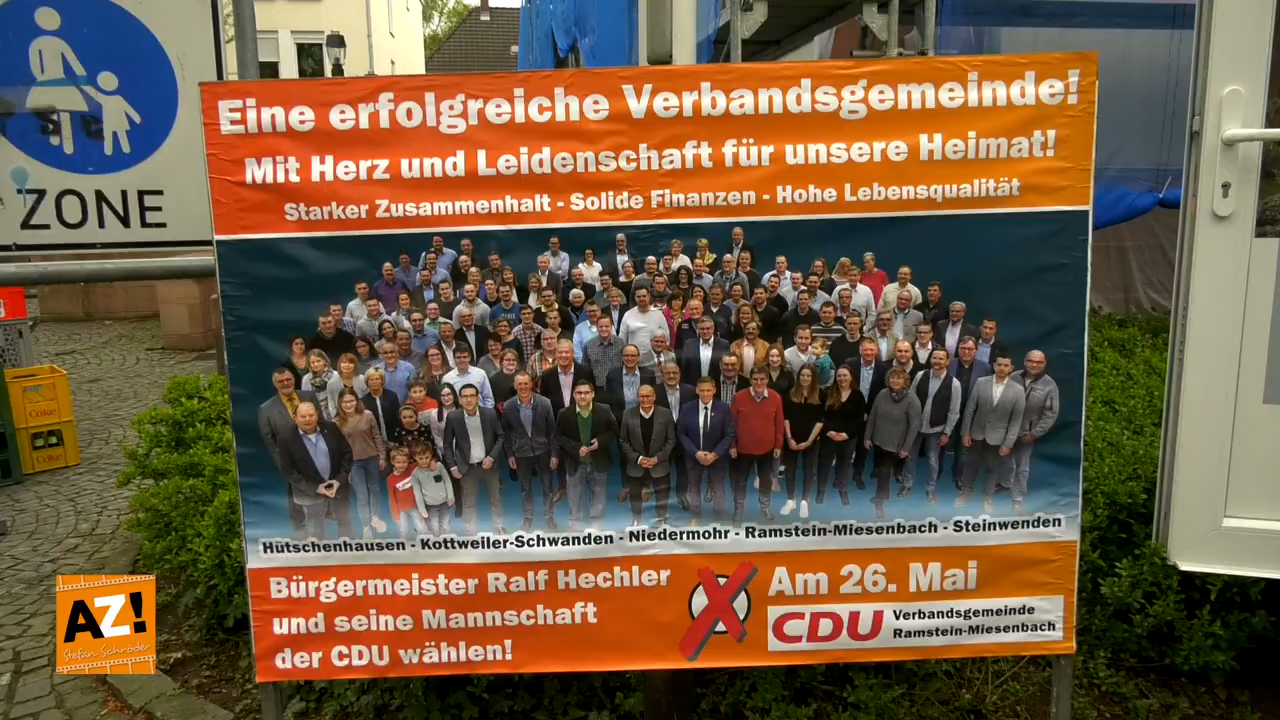 ZONE
Eine erfolgreiche Verbandsgemeinde!
Mit Herz und Leidenschaft für unsere Heimat!
Starker Zusammenhalt - Solide Finanzen - Hohe Lebensqualität
Hütschenhausen - Kottweiler-Schwanden - Niedermohr - Ramstein-Miesenbach - Steinwenden
Bürgermeister Ralf Hechler
und seine Mannschaft
der CDU wählen!
Am 26. Mai
CDU
Verbandsgemeinde
Ramstein-Miesenbach
Coke
Coke
AZ!
Stefan Schröder